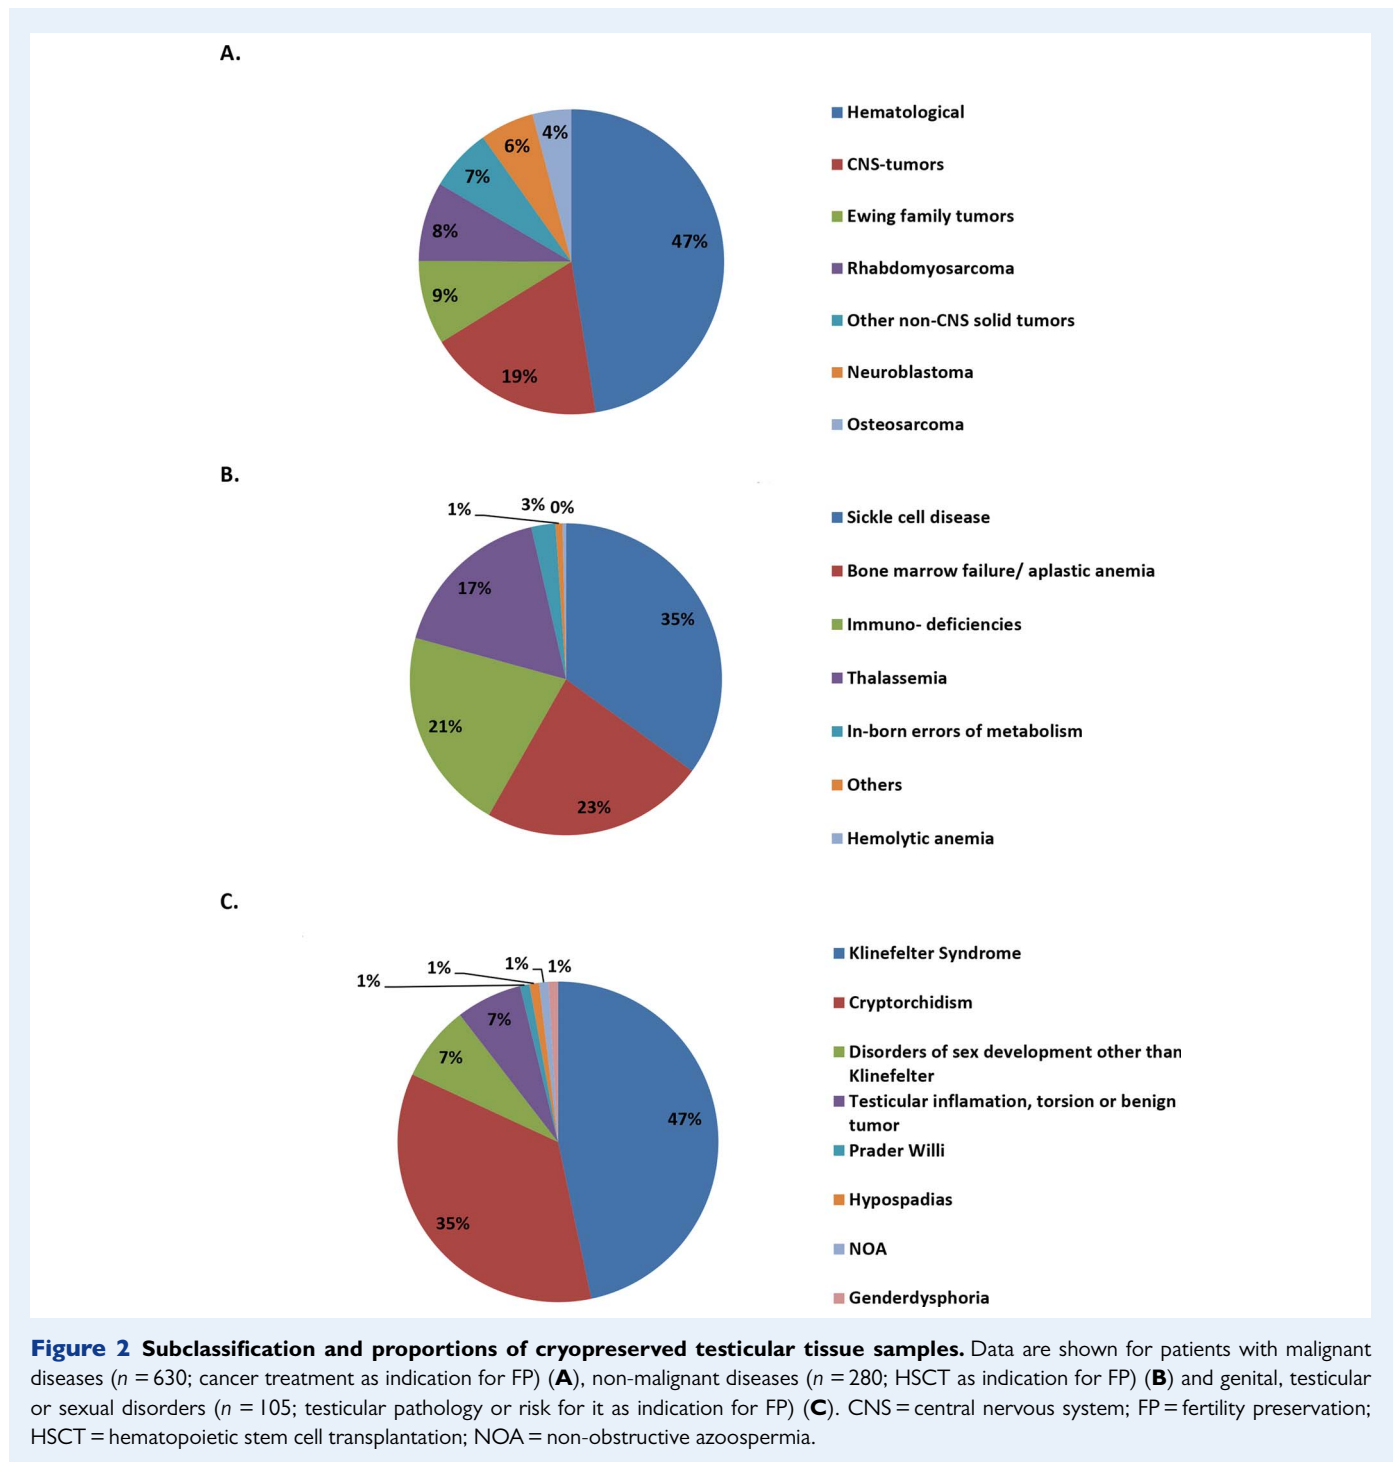 A.
4%
6%
7%
8%
9%
19%
47%
Hematological
CNS-tumors
Ewing family tumors
Rhabdomyosarcoma
Other non-CNS solid tumors
Neuroblastoma
Osteosarcoma
B.
1%
3% 0%
17%
35%
21%
23%
Sickle cell disease
Bone marrow failure/ aplastic anemia
Immuno- deficiencies
Thalassemia
In-born errors of metabolism
Others
Hemolytic anemia
C.
1%
1%
1%
1%
7%
7%
47%
35%
Klinefelter Syndrome
Cryptorchidism
Disorders of sex development other than
Klinefelter
Testicular inflamation, torsion or benign
tumor
Prader Willi
Hypospadias
NOA
Genderdysphoria
Figure 2 Subclassification and proportions of cryopreserved testicular tissue samples. Data are shown for patients with malignant
diseases (n = 630; cancer treatment as indication for FP) (A), non-malignant diseases (n = 280; HSCT as indication for FP) (B) and genital, testicular
or sexual disorders (n = 105; testicular pathology or risk for it as indication for FP) (C). CNS = central nervous system; FP = fertility preservation;
HSCT = hematopoietic stem cell transplantation; NOA = non-obstructive azoospermia.